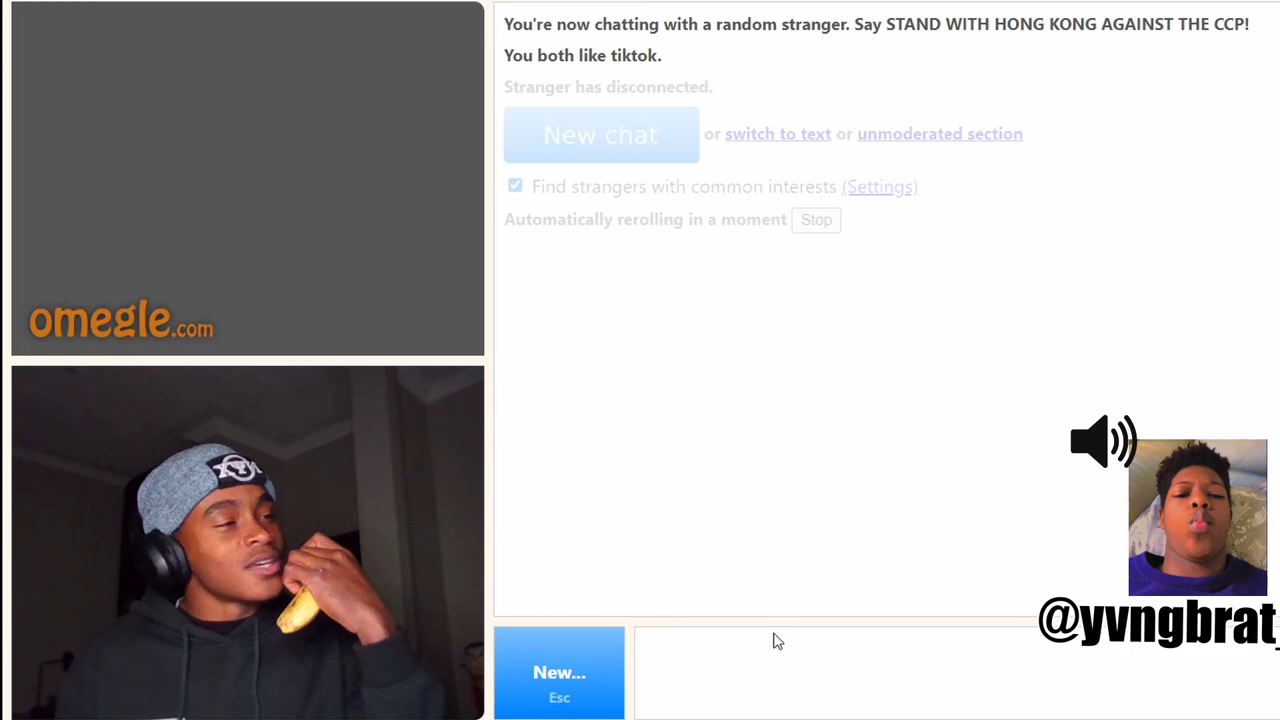 You're now chatting with a random stranger. Say STAND WITH HONG KONG AGAINST THE CCP!
You both like tiktok.
Stranger has disconnected.
New chat or switch to text or unmoderated section
Find strangers with common interests (Settings)
Automatically rerolling in a moment Stop
omegle.com
@yvngbrat_
New...
Esc